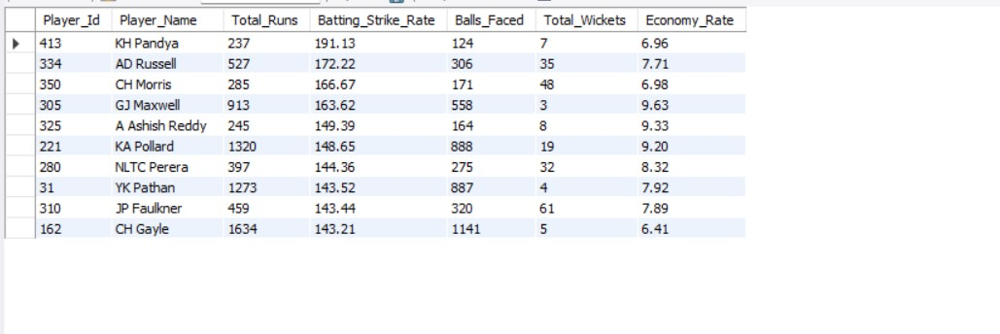 Player_Id Player_Name Total_Runs Batting_Strike_Rate Balls_Faced Total_Wickets Economy_Rate
413 KH Pandya 237 191.13 124 7 6.96
334 AD Russell 527 172.22 306 35 7.71
350 CH Morris 285 166.67 171 48 6.98
305 GJ Maxwell 913 163.62 558 3 9.63
325 A Ashish Reddy 245 149.39 164 8 9.33
221 KA Pollard 1320 148.65 888 19 9.20
280 NLTC Perera 397 144.36 275 32 8.32
31 YK Pathan 1273 143.52 887 4 7.92
310 JP Faulkner 459 143.44 320 61 7.89
162 CH Gayle 1634 143.21 1141 5 6.41